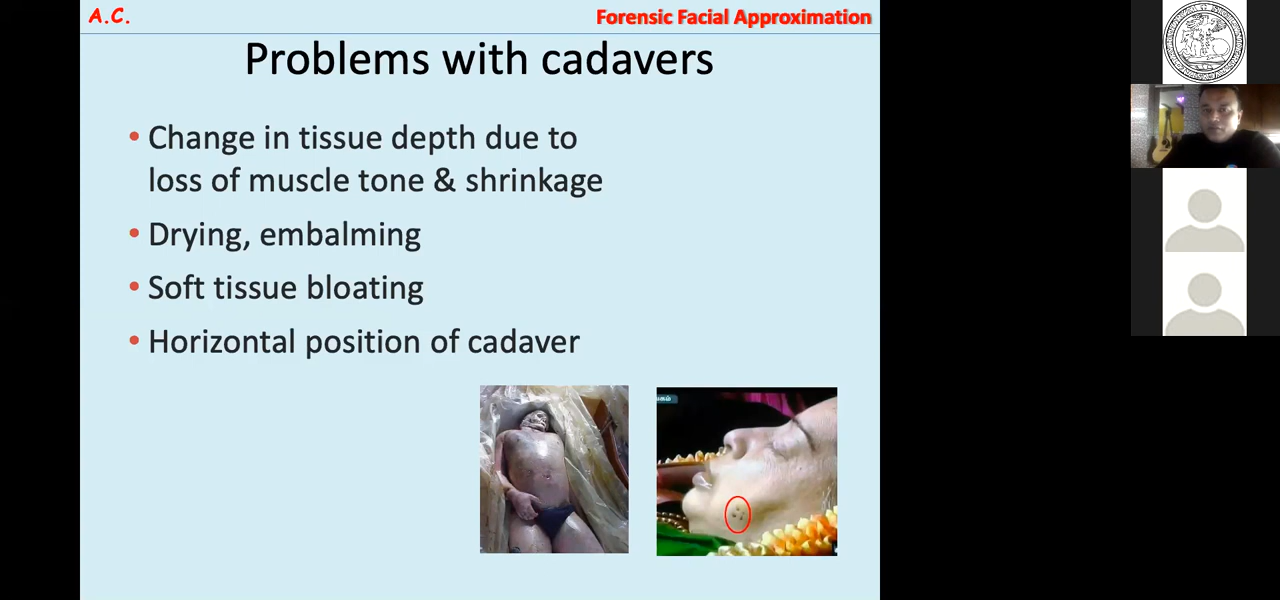 A.C.
Forensic Facial Approximation
Problems with cadavers
• Change in tissue depth due to
loss of muscle tone & shrinkage
• Drying, embalming
• Soft tissue bloating
• Horizontal position of cadaver